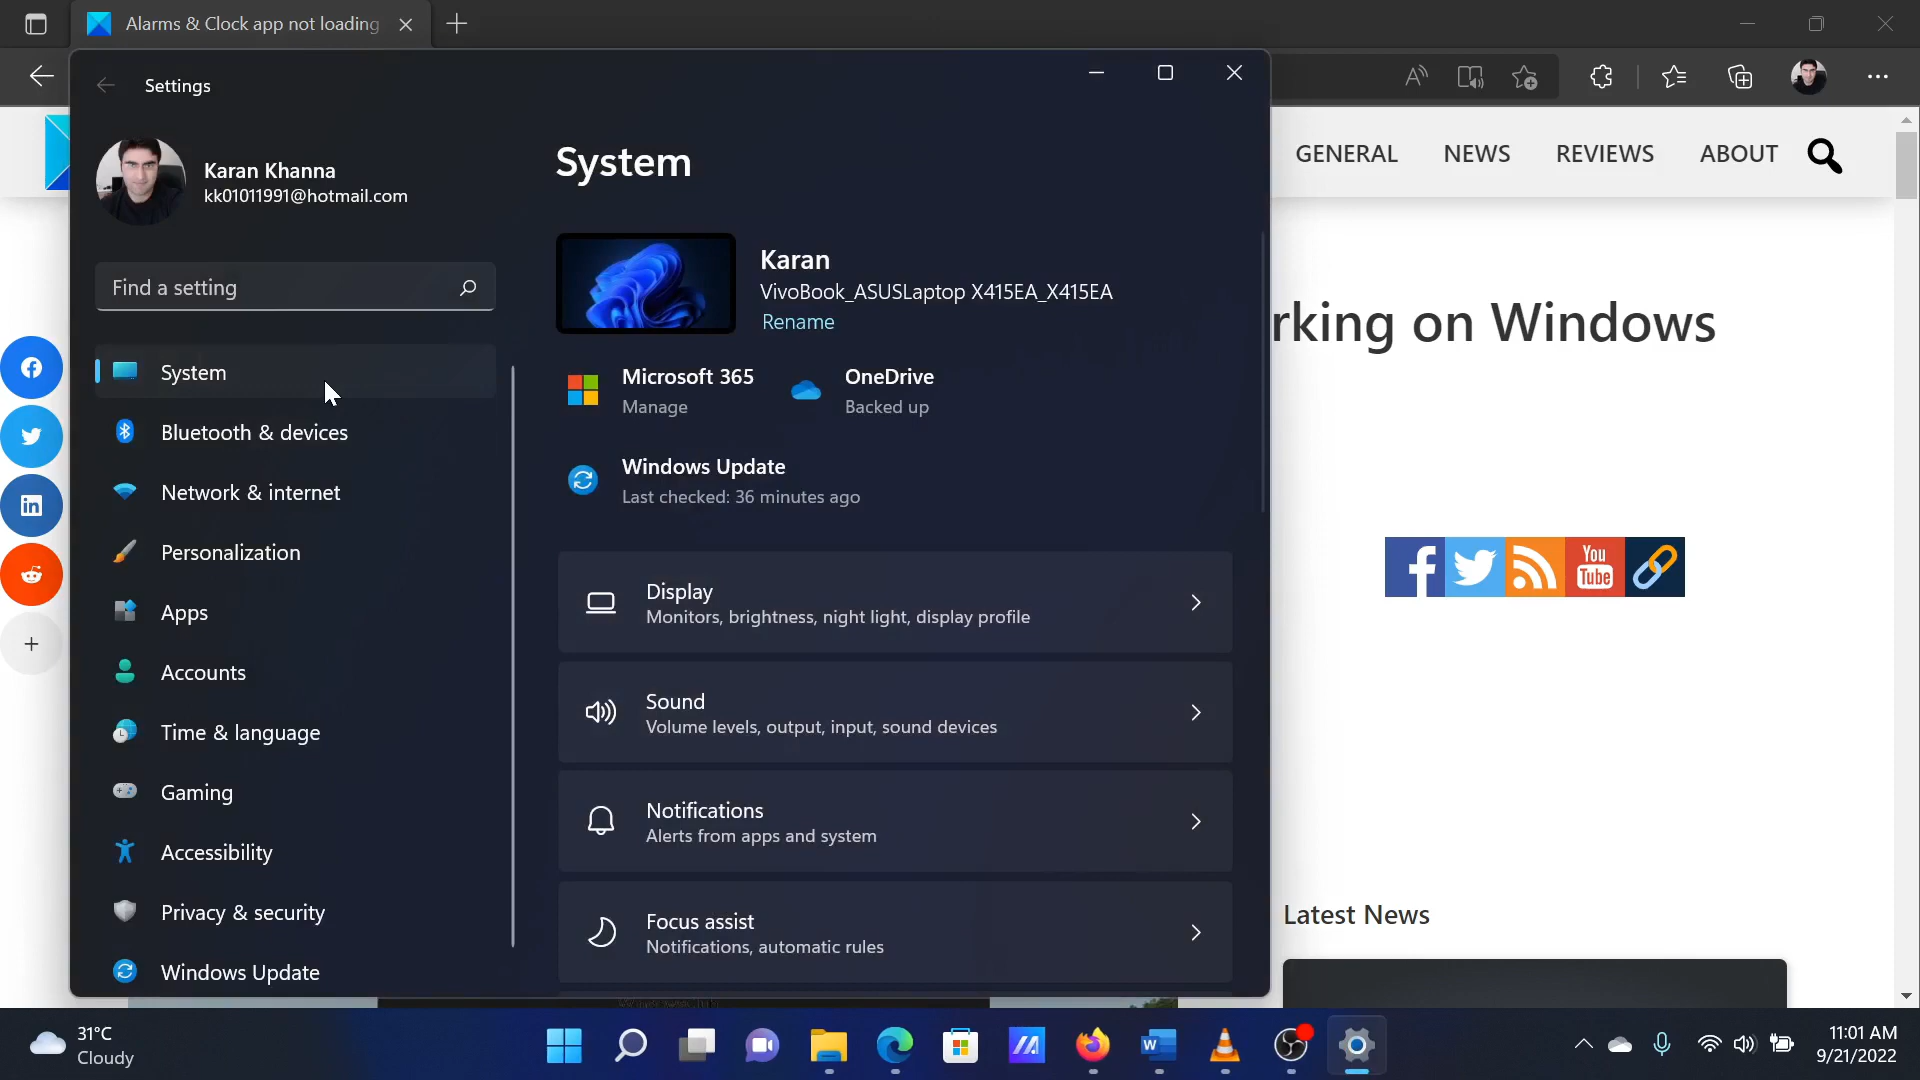 Alarms & Clock app not loading
Settings
Karan Khanna
kk01011991@hotmail.com
Find a setting
System
Bluetooth & devices
Network & internet
Personalization
Apps
Accounts
Time & language
Gaming
Accessibility
Privacy & security
Windows Update
System
Karan
VivoBook_ASUSLaptop X415EA_X415EA
Rename
Microsoft 365
Manage
OneDrive
Backed up
Windows Update
Last checked: 36 minutes ago
Display
Monitors, brightness, night light, display profile
Sound
Volume levels, output, input, sound devices
Notifications
Alerts from apps and system
Focus assist
Notifications, automatic rules
GENERAL NEWS REVIEWS ABOUT
rking on Windows
You
Tube
Latest News
31°C
Cloudy
11:01 AM
9/21/2022